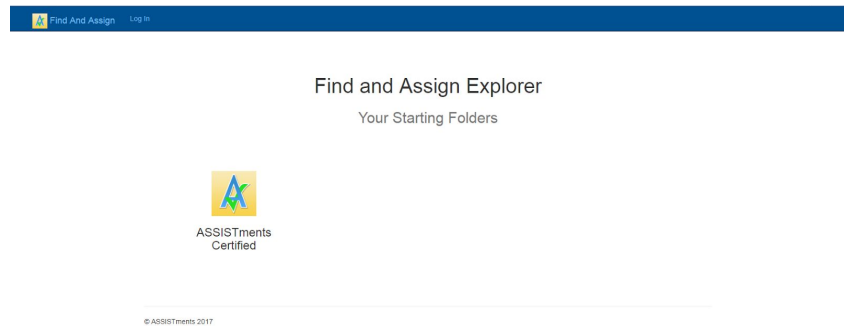 Find And Assign Log In
Find and Assign Explorer
Your Starting Folders
ASSISTments
Certified
© ASSISTments 2017